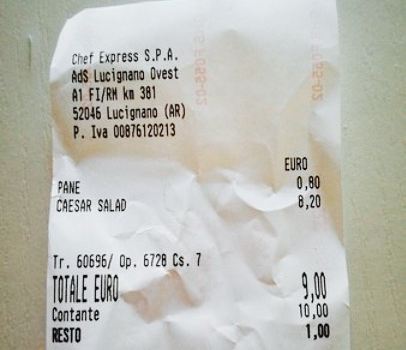 Chef Express S.P.A.
AdS Lucignano Ovest
A1 FI/RM km 381
52046 Lucignano (AR)
P. Iva 00876120213
EURO
PANE 0,80
CAESAR SALAD 8,20
Tr. 60696/ Op. 6728 Cs. 7
TOTALE EURO 9,00
Contante 10,00
RESTO 1,00